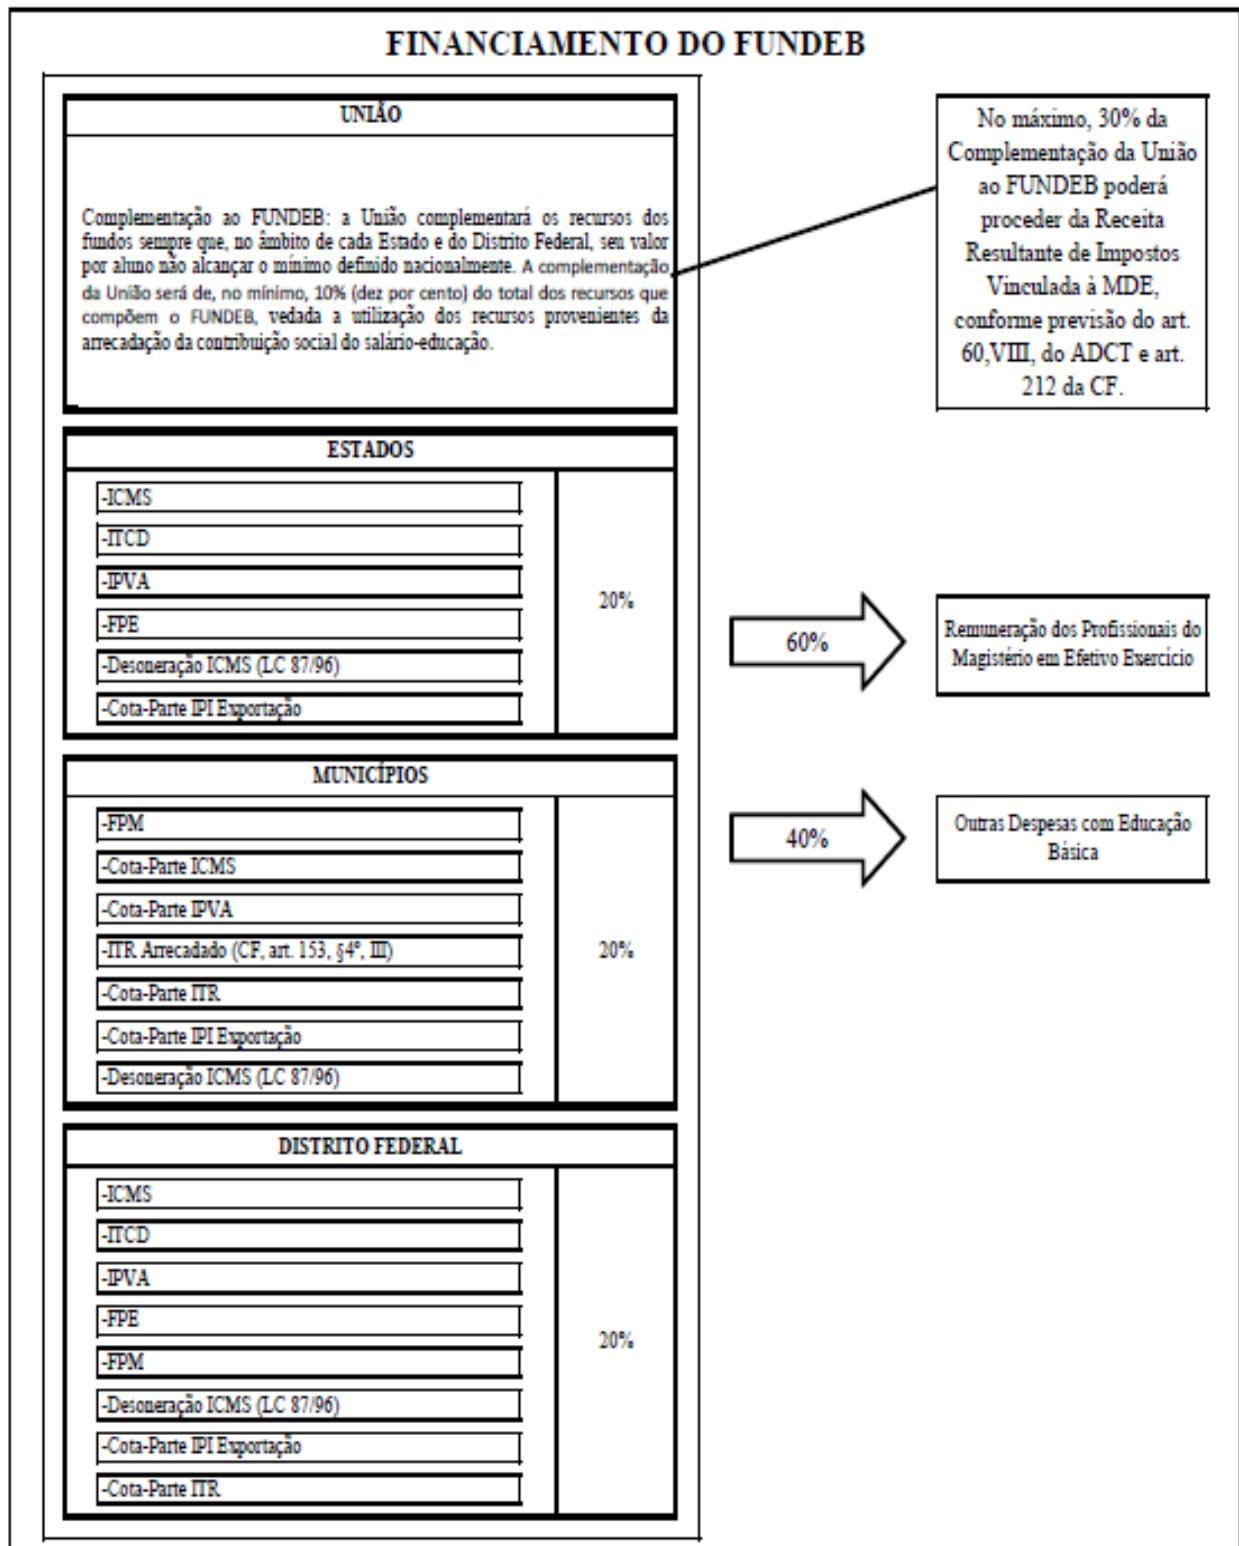 FINANCIAMENTO DO FUNDEB
UNIÃO
Complementação ao FUNDEB: a União complementará os recursos dos
fundos sempre que, no âmbito de cada Estado e do Distrito Federal, seu valor
por aluno não alcançar o mínimo definido nacionalmente. A complementação
da União será de, no mínimo, 10% (dez por cento) do total dos recursos que
compõem o FUNDEB, vedada a utilização dos recursos provenientes da
arrecadação da contribuição social do salário-educação.
No máximo, 30% da
Complementação da União
ao FUNDEB poderá
proceder da Receita
Resultante de Impostos
Vinculada à MDE,
conforme previsão do art.
60,VIII, do ADCT e art.
212 da CF.
ESTADOS
-ICMS
-ITCD
-IPVA
-FPE
-Desoneração ICMS (LC 87/96)
-Cota-Parte IPI Exportação
20%
60%
Remuneração dos Profissionais do
Magistério em Efetivo Exercício
MUNICÍPIOS
-FPM
-Cota-Parte ICMS
-Cota-Parte IPVA
-ITR Arrecadado (CF, art. 153, §4º, III)
-Cota-Parte ITR
-Cota-Parte IPI Exportação
-Desoneração ICMS (LC 87/96)
20%
40%
Outras Despesas com Educação
Básica
DISTRITO FEDERAL
-ICMS
-ITCD
-IPVA
-FPE
-FPM
-Desoneração ICMS (LC 87/96)
-Cota-Parte IPI Exportação
-Cota-Parte ITR
20%